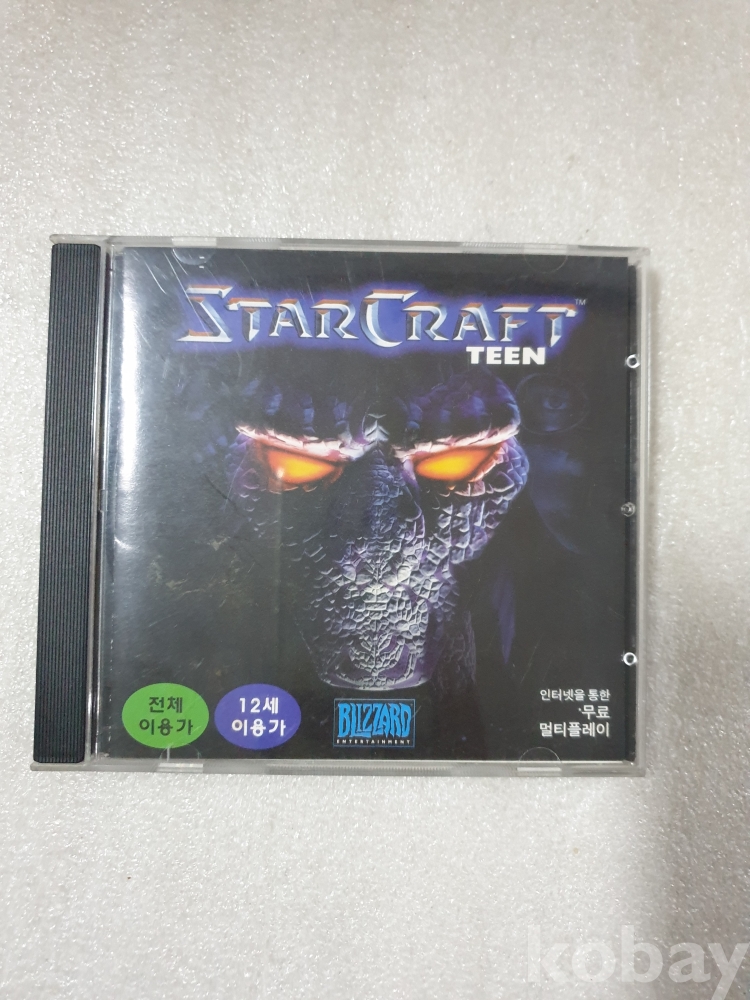 STARCRAFT™
TEEN
전체
이용가
12세
이용가
BLIZZARD
ENTERTAINMENT
인터넷을 통한
무료
멀티플레이
kobay